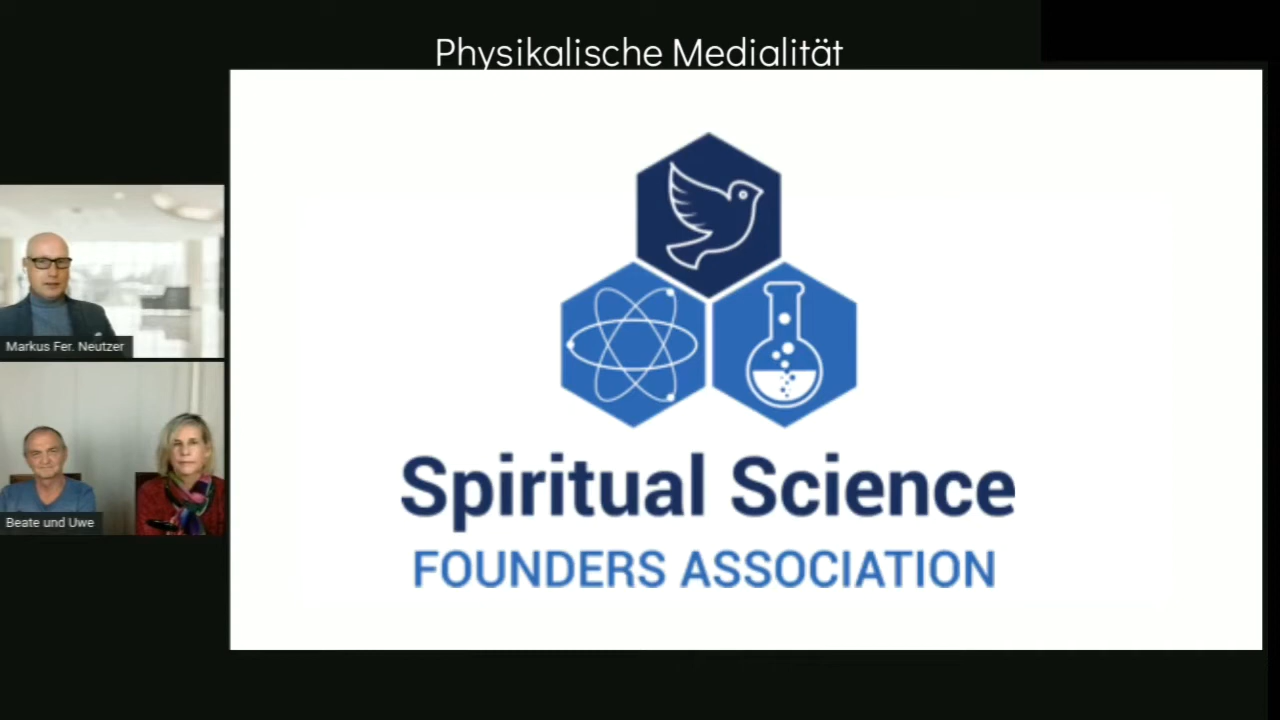 Physikalische Medialität
Markus Fer. Neutzer
Beate und Uwe
Spiritual Science
FOUNDERS ASSOCIATION